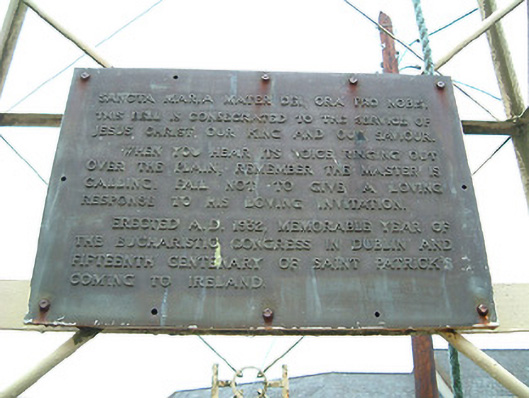 SANCTA MARIA MATER DEI, ORA PRO NOBIS,
THIS BELL IS CONSECRATED TO THE SERVICE OF
JESUS CHRIST, OUR KING AND OUR SAVIOUR.
WHEN YOU HEAR ITS VOICE RINGING OUT
OVER THE PLAIN, REMEMBER THE MASTER IS
CALLING. FAIL NOT TO GIVE A LOVING
RESPONSE TO HIS LOVING INVITATION.
ERECTED A.D. 1932, MEMORABLE YEAR OF
THE EUCHARISTIC CONGRESS IN DUBLIN AND
FIFTEENTH CENTENARY OF SAINT PATRICK'S
COMING TO IRELAND.